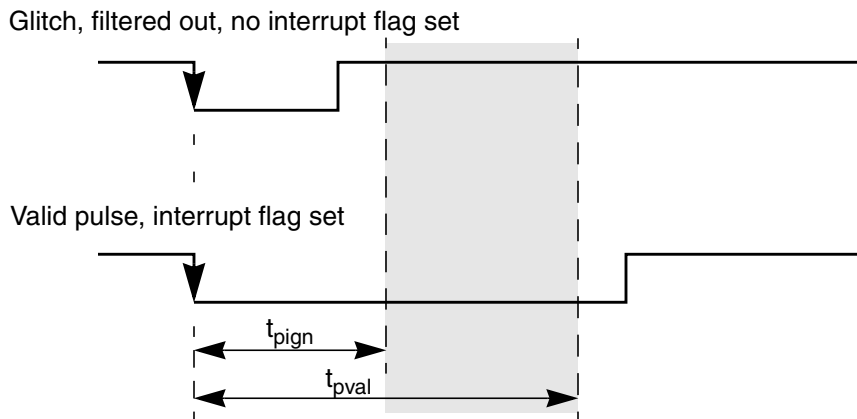 Glitch, filtered out, no interrupt flag set
Valid pulse, interrupt flag set
tpign
tpval